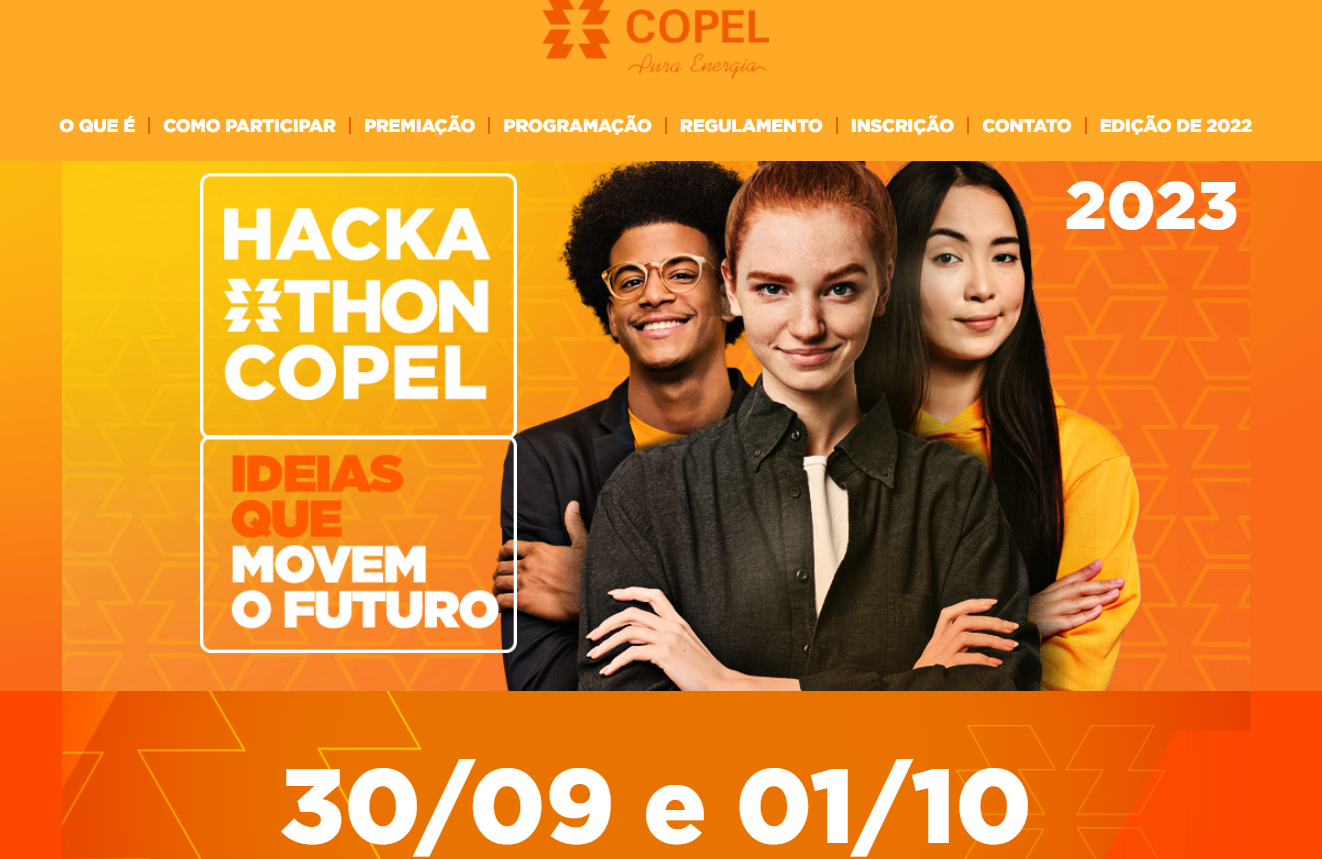 COPEL
Pura Energia
O QUE É | COMO PARTICIPAR | PREMIAÇÃO | PROGRAMAÇÃO | REGULAMENTO | INSCRIÇÃO | CONTATO | EDIÇÃO DE 2022
HACKA
THON
COPEL
2023
IDEIAS
QUE
MOVEM
O FUTURO
30/09 e 01/10